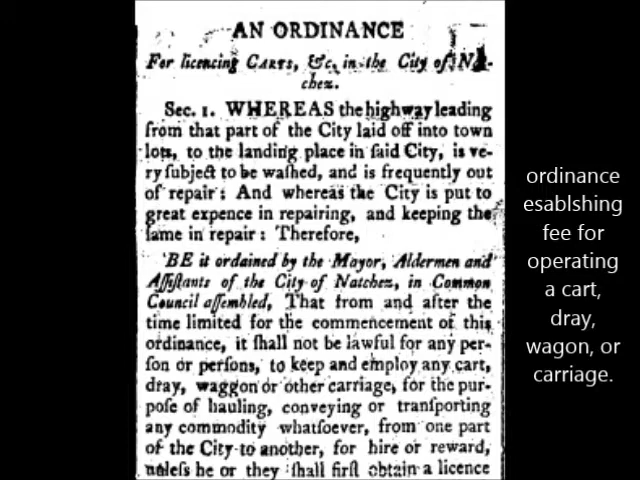 AN ORDINANCE
For licencing CARTS, &c. in the City of Nat-
chez.
Sec. 1. WHEREAS the highway leading
from that part of the City laid off into town
lots, to the landing place in ſaid City, is ve-
ry ſubject to be waſhed, and is frequently out
of repair: And whereas the City is put to
great expence in repairing, and keeping the
ſame in repair: Therefore,
BE it ordained by the Mayor, Aldermen and
Aſſiſtants of the City of Natchez, in Common
Council aſſembled, That from and after the
time limited for the commencement of this
ordinance, it ſhall not be lawful for any per-
ſon or perſons, to keep and employ any cart,
dray, waggon or other carriage, for the pur-
poſe of hauling, conveying or tranſporting
any commodity whatſoever, from one part
of the City to another, for hire or reward,
unleſs he or they ſhall firſt obtain a licence
ordinance
esablshing
fee for
operating
a cart,
dray,
wagon, or
carriage.